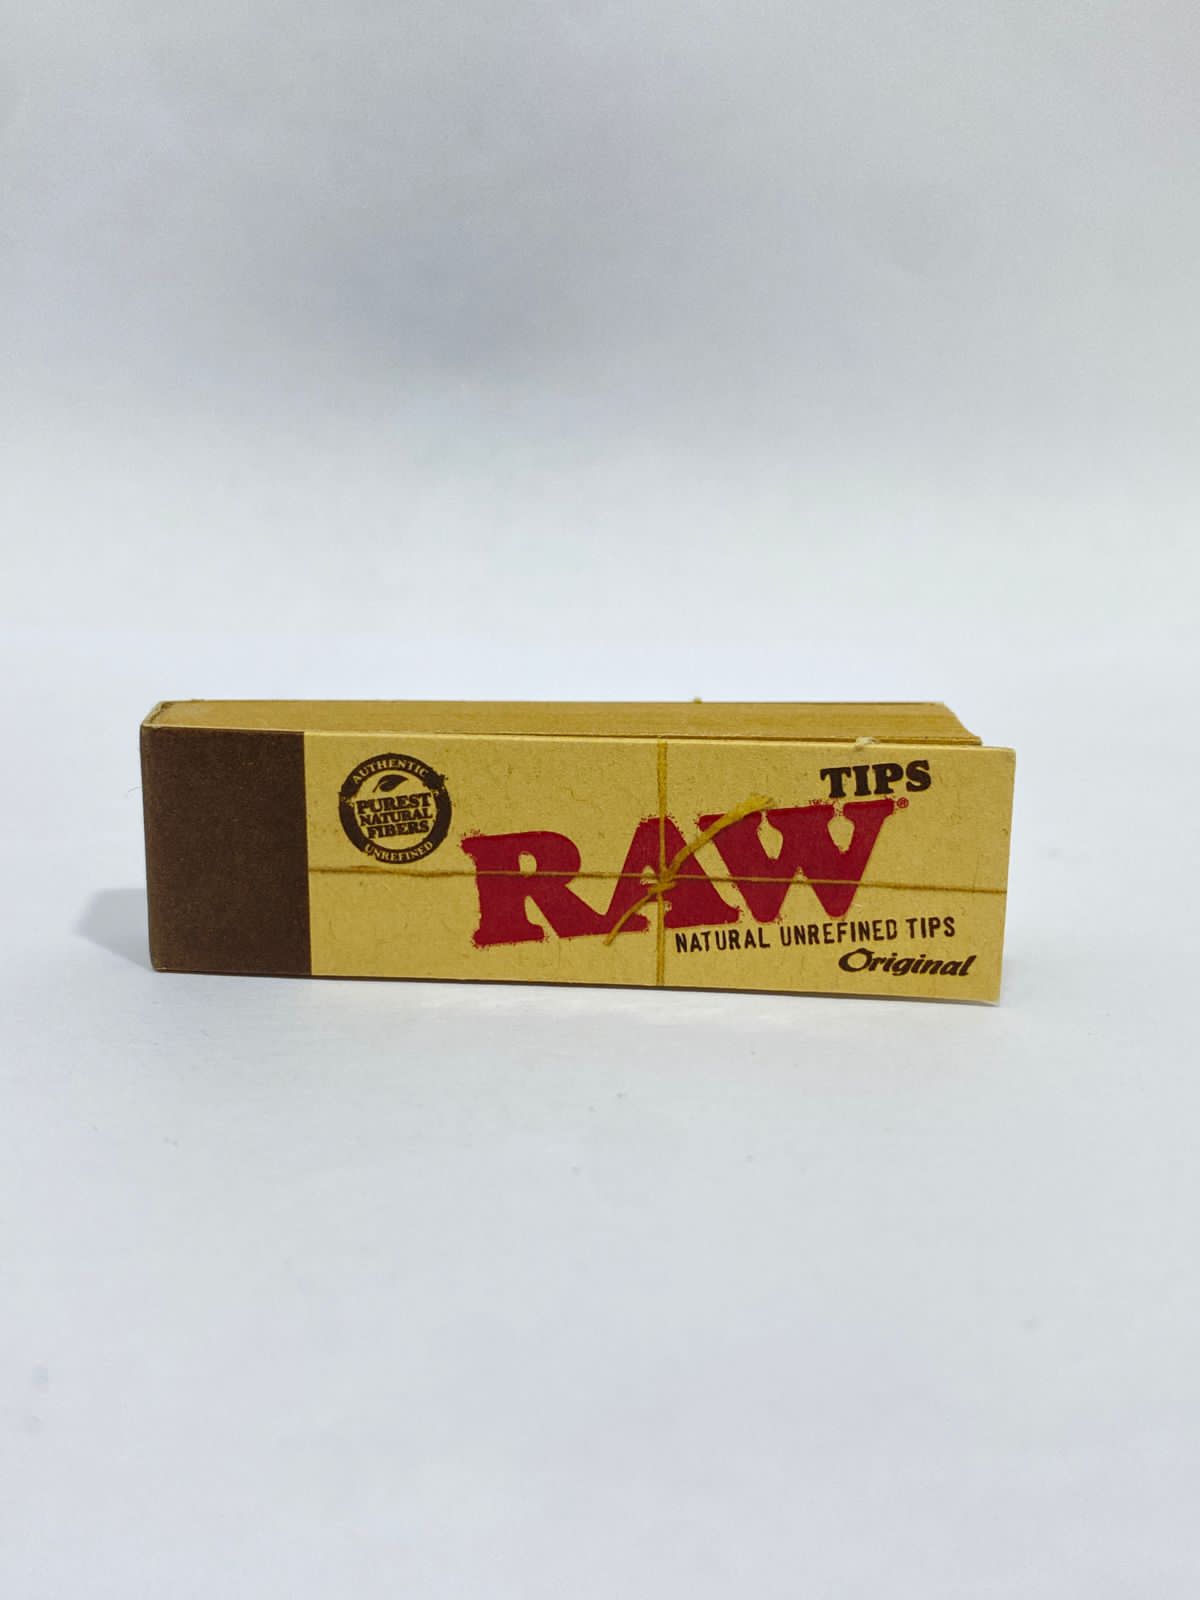 AUTHENTIC
PUREST
NATURAL
FIBERS
UNREFINED
TIPS
RAW®
NATURAL UNREFINED TIPS
Original